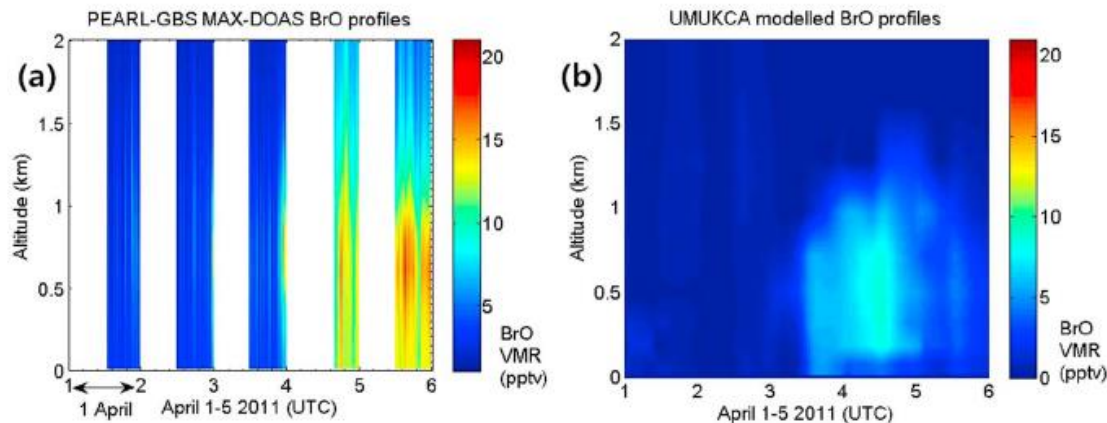 PEARL-GBS MAX-DOAS BrO profiles
(a)
2
1.5
1
0.5
0
Altitude (km)
1 2 3 4 5 6
1 April
April 1-5 2011 (UTC)
20
15
10
5
BrO
VMR
(pptv)
UMUKCA modelled BrO profiles
(b)
2
1.5
1
0.5
0
Altitude (km)
1 2 3 4 5 6
April 1-5 2011 (UTC)
20
15
10
5
0
BrO
VMR
(pptv)